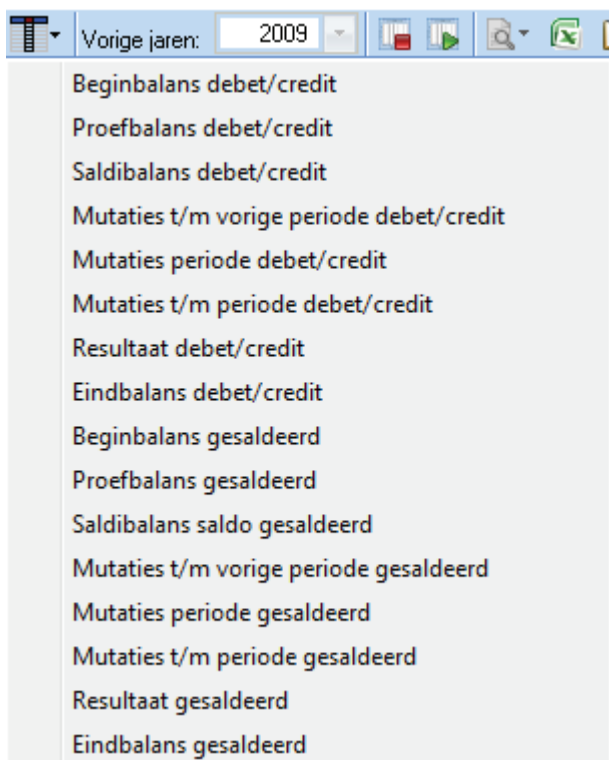 Vorige jaren: 2009
Beginbalans debet/credit
Proefbalans debet/credit
Saldibalans debet/credit
Mutaties t/m vorige periode debet/credit
Mutaties periode debet/credit
Mutaties t/m periode debet/credit
Resultaat debet/credit
Eindbalans debet/credit
Beginbalans gesaldeerd
Proefbalans gesaldeerd
Saldibalans saldo gesaldeerd
Mutaties t/m vorige periode gesaldeerd
Mutaties periode gesaldeerd
Mutaties t/m periode gesaldeerd
Resultaat gesaldeerd
Eindbalans gesaldeerd